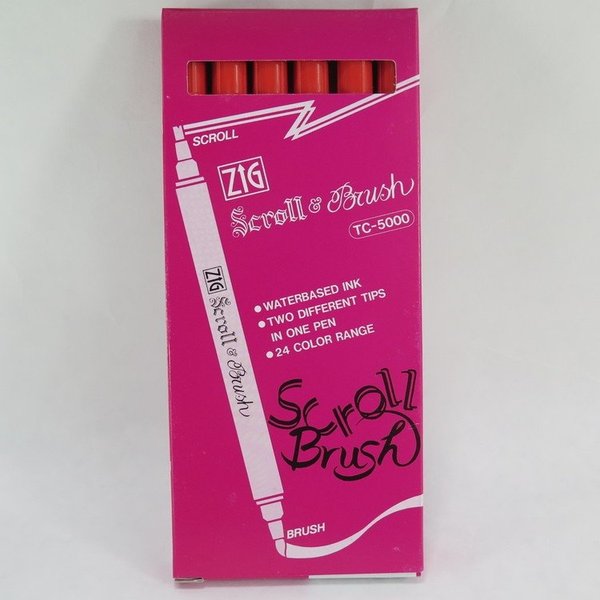 SCROLL
ZIG
Scroll & Brush
TC-5000
ZIG Scroll & Brush
• WATERBASED INK
• TWO DIFFERENT TIPS
IN ONE PEN
• 24 COLOR RANGE
Scroll
Brush
BRUSH